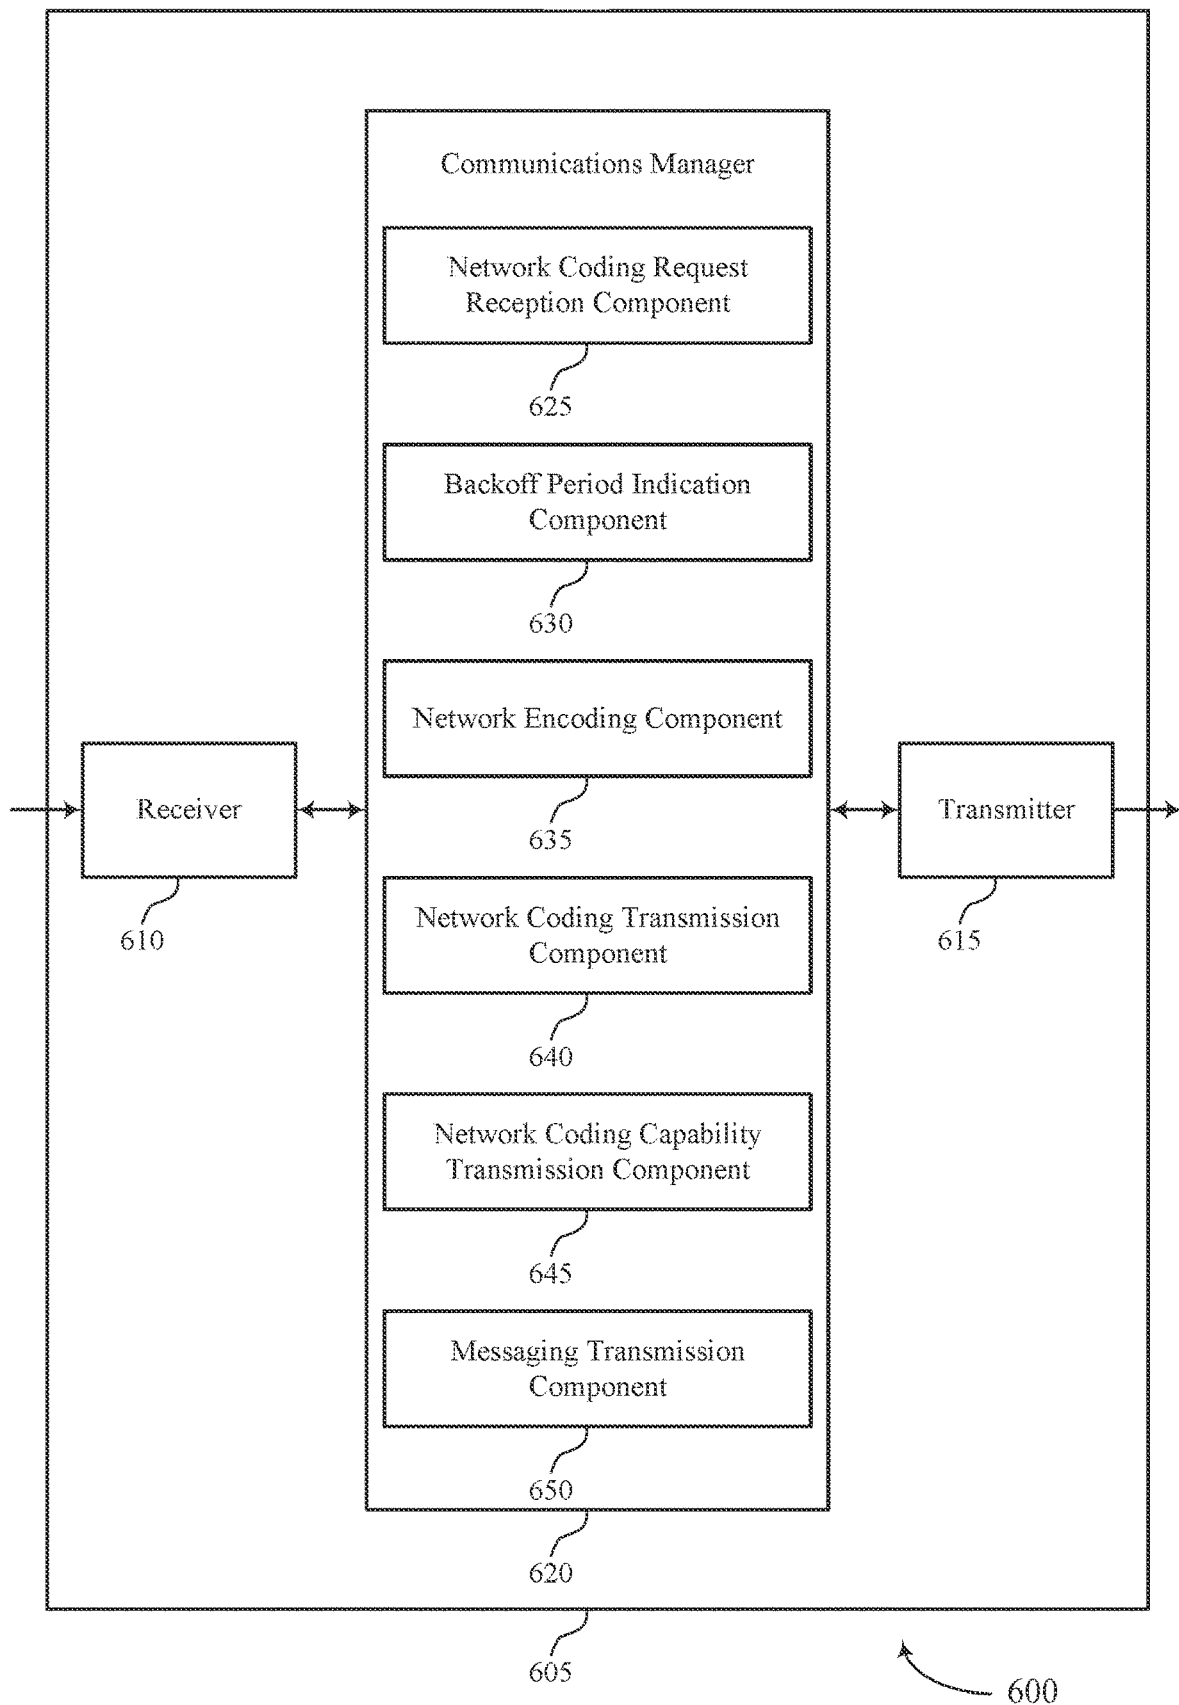 Communications Manager
Network Coding Request
Reception Component
625
Backoff Period Indication
Component
630
Network Encoding Component
635
Receiver
610
Transmitter
615
Network Coding Transmission
Component
640
Network Coding Capability
Transmission Component
645
Messaging Transmission
Component
650
620
605
600